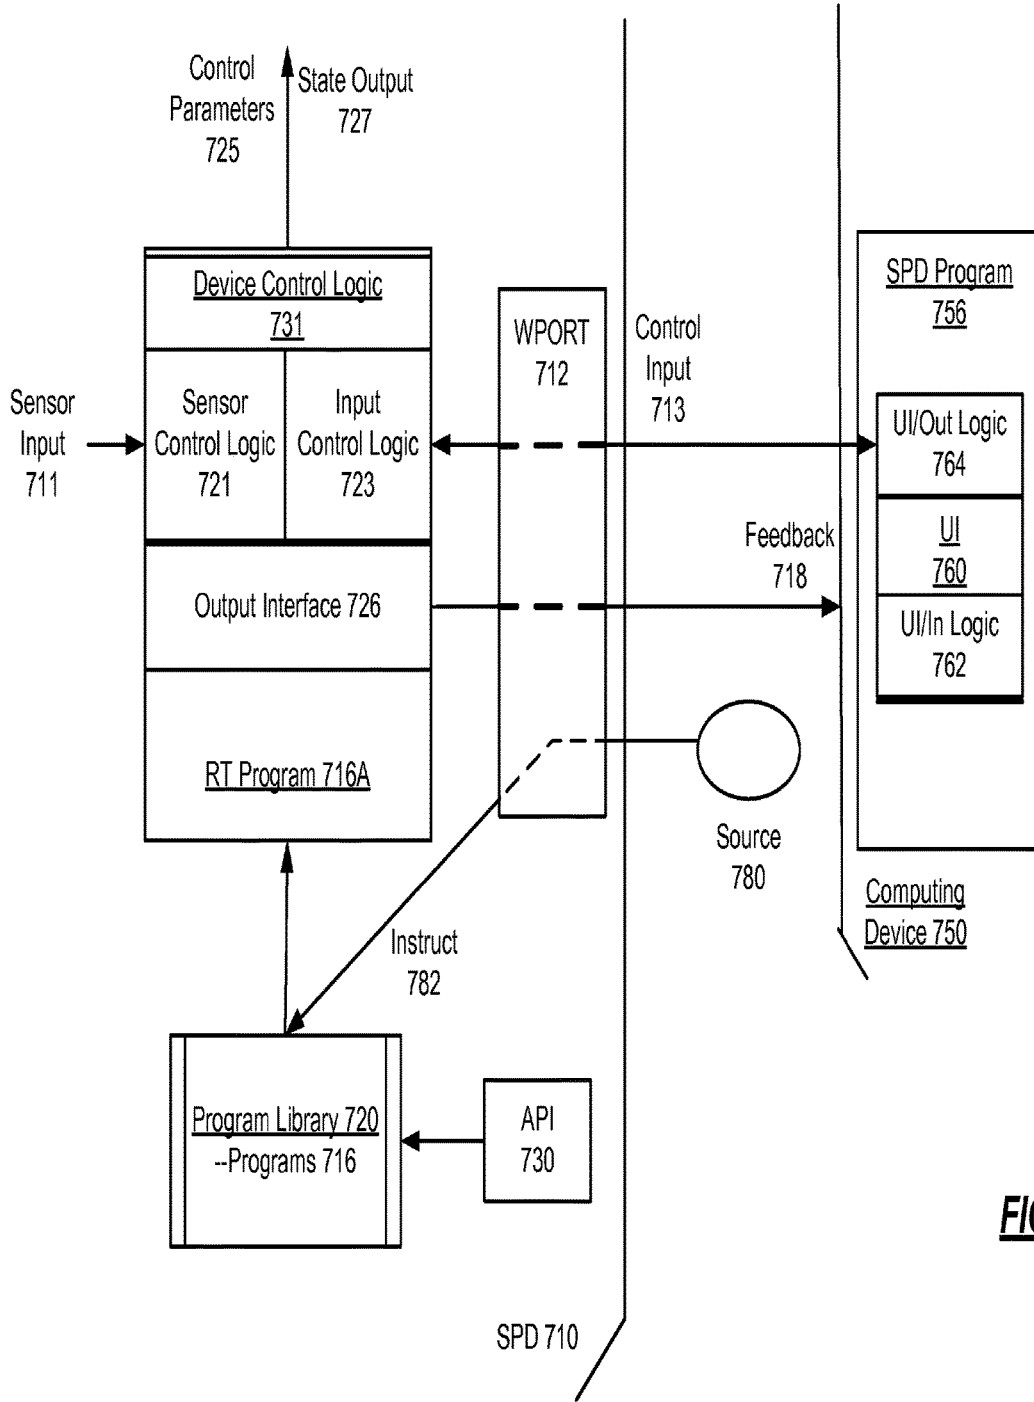 Control
Parameters
725
State Output
727
Device Control Logic
731
Sensor
Input
711
Sensor
Control Logic
721
Input
Control Logic
723
WPORT
712
Control
Input
713
SPD Program
756
UI/Out Logic
764
UI
760
UI/In Logic
762
Feedback
718
Output Interface 726
RT Program 716A
Source
780
Computing
Device 750
Instruct
782
Program Library 720
--Programs 716
API
730
SPD 710